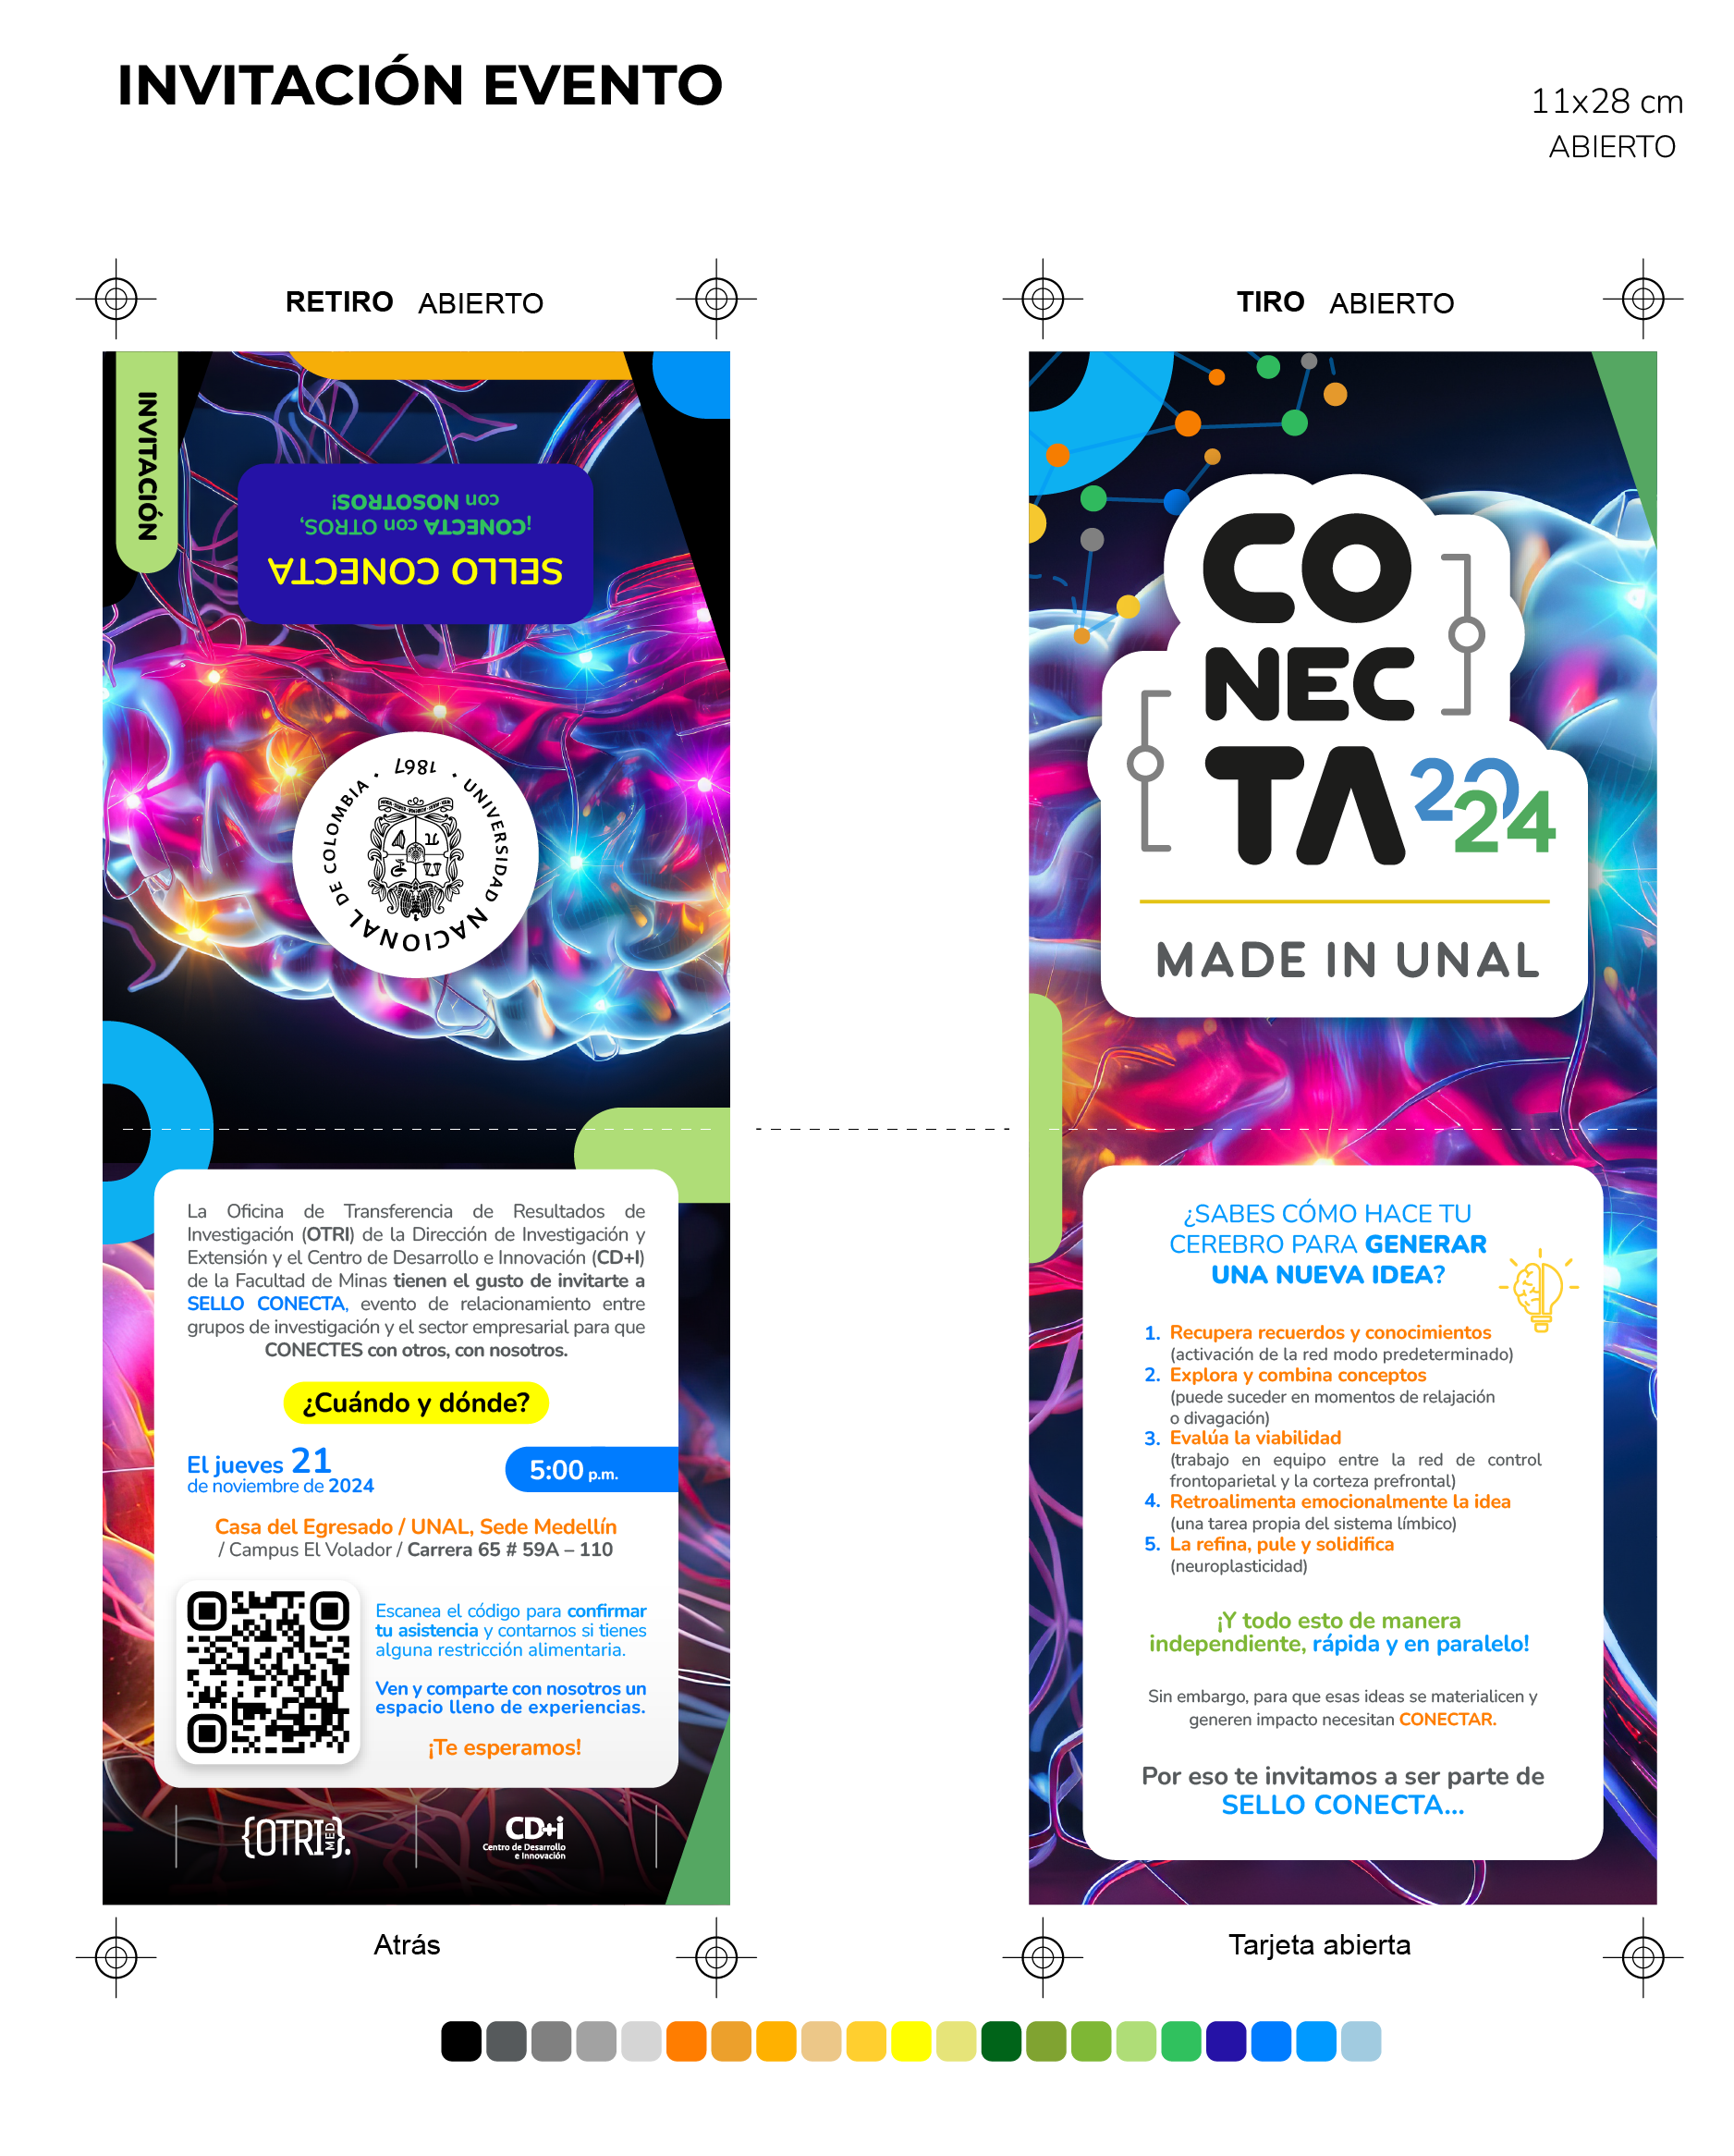 INVITACIÓN EVENTO
11x28 cm
ABIERTO
RETIRO ABIERTO
INVITACIÓN
SELLO CONECTA
¡CONECTA con OTROS,
con NOSOTROS!
UNIVERSIDAD NACIONAL DE COLOMBIA · 1867 ·
La Oficina de Transferencia de Resultados de
Investigación (OTRI) de la Dirección de Investigación y
Extensión y el Centro de Desarrollo e Innovación (CD+I)
de la Facultad de Minas tienen el gusto de invitarte a
SELLO CONECTA, evento de relacionamiento entre
grupos de investigación y el sector empresarial para que
CONECTES con otros, con nosotros.
¿Cuándo y dónde?
El jueves 21
de noviembre de 2024
5:00 p.m.
Casa del Egresado / UNAL, Sede Medellín
/ Campus El Volador / Carrera 65 # 59A – 110
Escanea el código para confirmar
tu asistencia y contarnos si tienes
alguna restricción alimentaria.
Ven y comparte con nosotros un
espacio lleno de experiencias.
¡Te esperamos!
{OTRI MED}.
CD+i
Centro de Desarrollo
e Innovación
Atrás
TIRO ABIERTO
CO
NEC
TA 2024
MADE IN UNAL
¿SABES CÓMO HACE TU
CEREBRO PARA GENERAR
UNA NUEVA IDEA?
1. Recupera recuerdos y conocimientos
(activación de la red modo predeterminado)
2. Explora y combina conceptos
(puede suceder en momentos de relajación
o divagación)
3. Evalúa la viabilidad
(trabajo en equipo entre la red de control
frontoparietal y la corteza prefrontal)
4. Retroalimenta emocionalmente la idea
(una tarea propia del sistema límbico)
5. La refina, pule y solidifica
(neuroplasticidad)
¡Y todo esto de manera
independiente, rápida y en paralelo!
Sin embargo, para que esas ideas se materialicen y
generen impacto necesitan CONECTAR.
Por eso te invitamos a ser parte de
SELLO CONECTA...
Tarjeta abierta